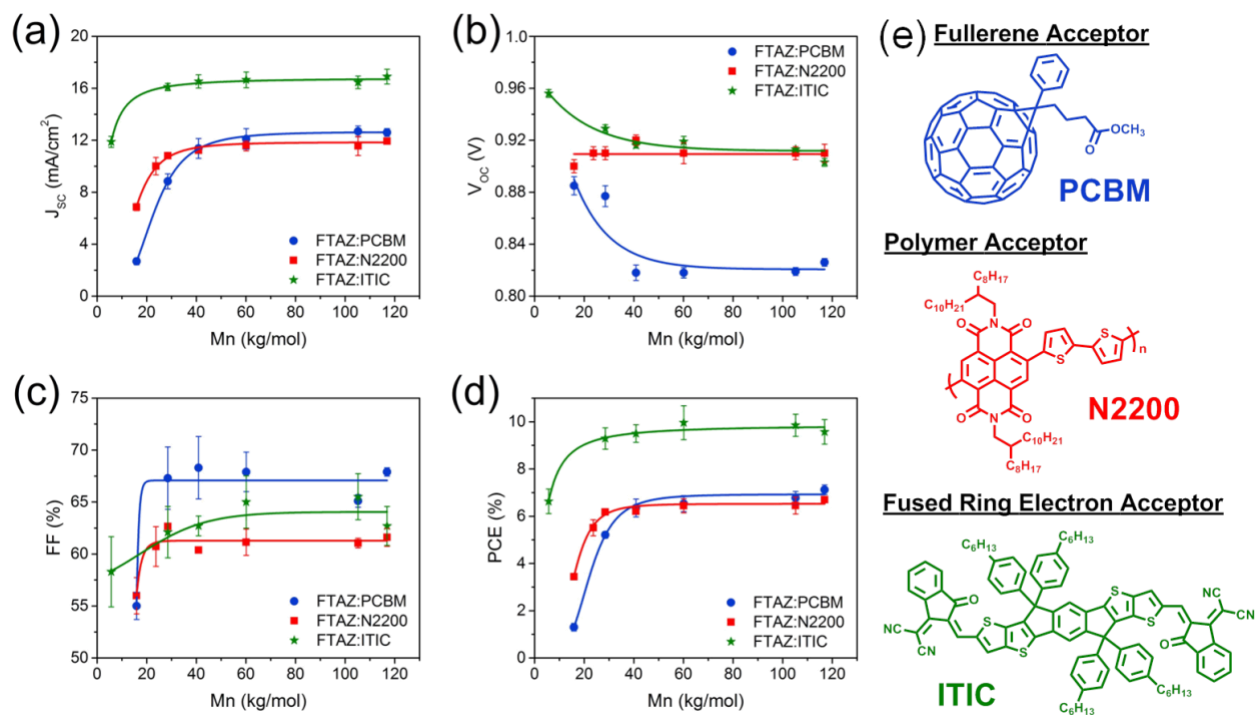 (a)
20
16
12
8
4
0
J_SC (mA/cm²)
FTAZ:PCBM
FTAZ:N2200
FTAZ:ITIC
0 20 40 60 80 100 120
Mn (kg/mol)
(b)
1.0
0.96
0.92
0.88
0.84
0.80
V_OC (V)
FTAZ:PCBM
FTAZ:N2200
FTAZ:ITIC
0 20 40 60 80 100 120
Mn (kg/mol)
(c)
75
70
65
60
55
50
FF (%)
FTAZ:PCBM
FTAZ:N2200
FTAZ:ITIC
0 20 40 60 80 100 120
Mn (kg/mol)
(d)
12
10
8
6
4
2
0
PCE (%)
FTAZ:PCBM
FTAZ:N2200
FTAZ:ITIC
0 20 40 60 80 100 120
Mn (kg/mol)
(e)
Fullerene Acceptor
O
O
OCH₃
PCBM
Polymer Acceptor
C₈H₁₇
C₁₀H₂₁
O N O
S
S
n
O N O
N2200
C₁₀H₂₁
C₈H₁₇
Fused Ring Electron Acceptor
C₆H₁₃
C₆H₁₃
O
S
S
NC
CN
NC
CN
S
S
O
C₆H₁₃
C₆H₁₃
ITIC